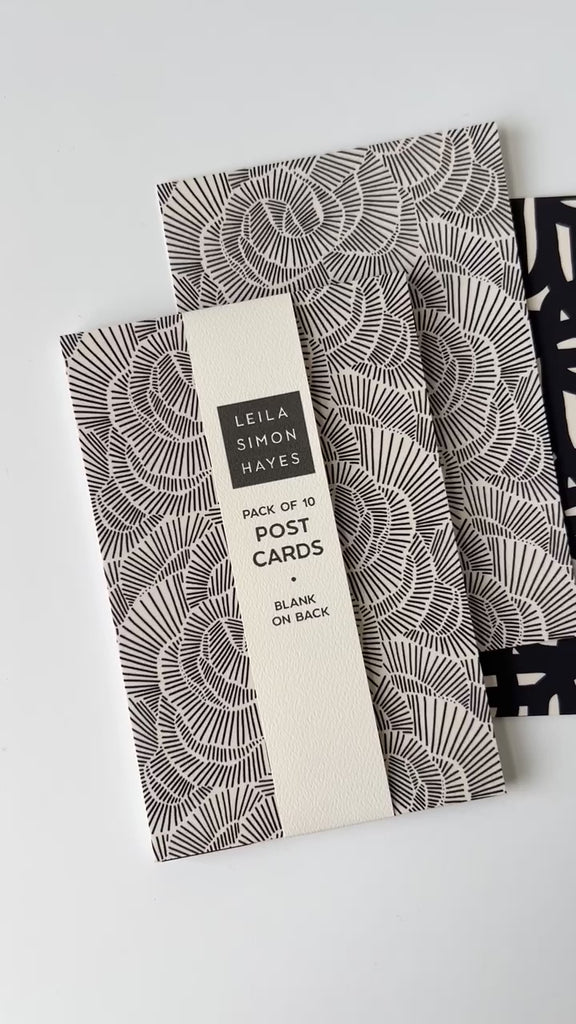 LEILA
SIMON
HAYES
PACK OF 10
POST
CARDS
•
BLANK
ON BACK